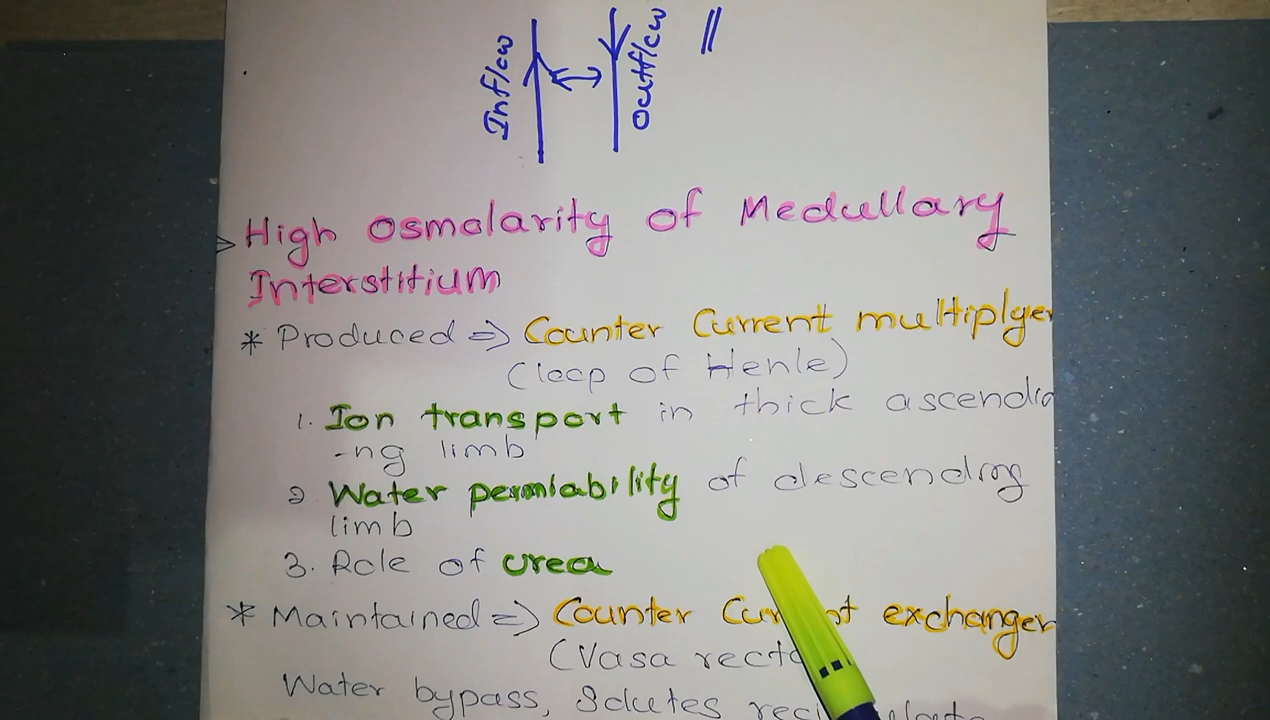 Inflow
Outflow
High Osmolarity of Medullary
Interstitium
* Produced => Counter Current multiplyer
(loop of Henle)
1. Ion transport in thick ascendi
-ng limb
2 Water permiability of descending
limb
3. Role of urea
* Maintained => Counter exchanger
(Vasa recta
Water bypass, Solutes